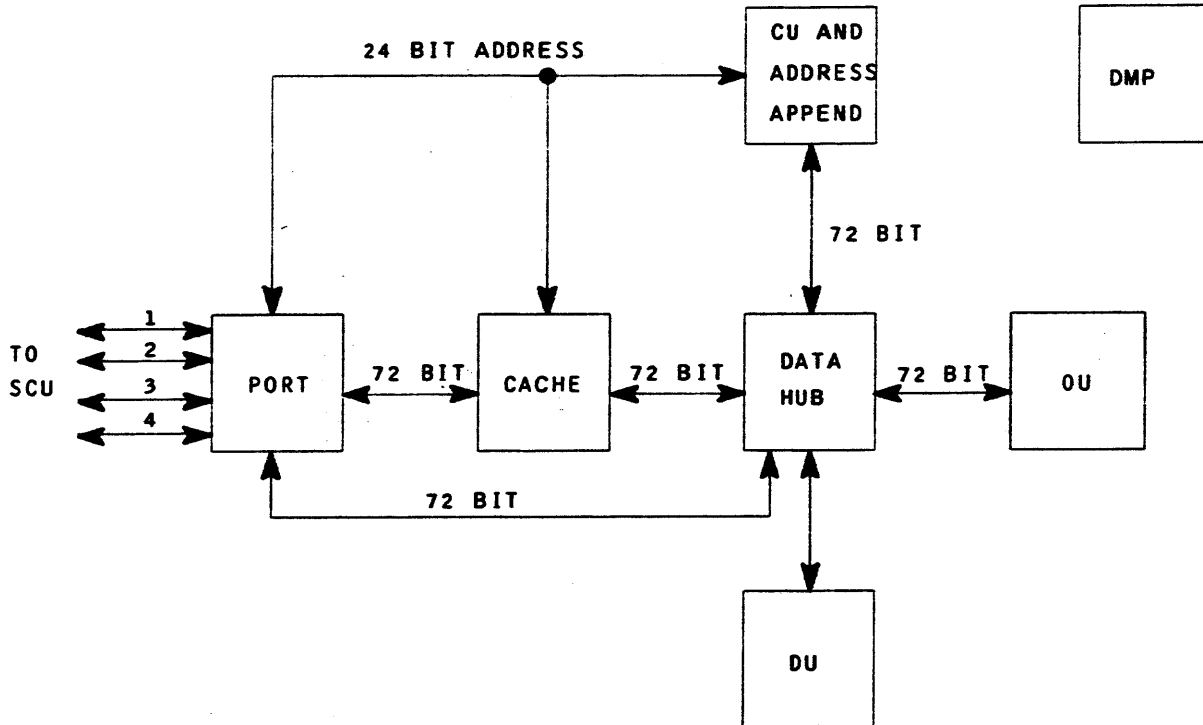 24 BIT ADDRESS
CU AND
ADDRESS
APPEND
DMP
72 BIT
TO
SCU
1
2
3
4
PORT
72 BIT
CACHE
72 BIT
DATA
HUB
72 BIT
OU
72 BIT
DU